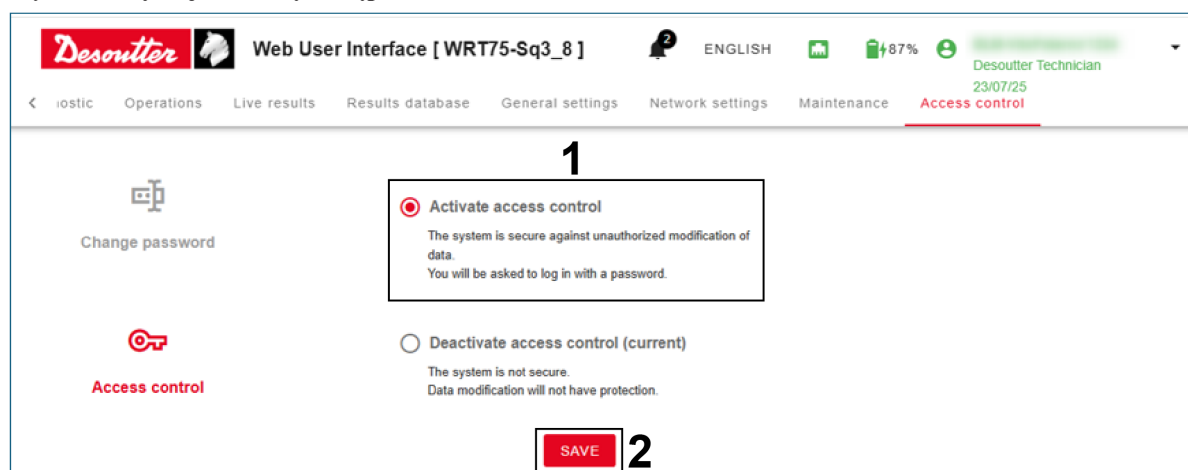 Desoutter Web User Interface [ WRT75-Sq3_8 ] 2 ENGLISH 87%
Desoutter Technician
23/07/25
iostic Operations Live results Results database General settings Network settings Maintenance Access control
1
Activate access control
The system is secure against unauthorized modification of
data.
You will be asked to log in with a password.
Change password
Deactivate access control (current)
The system is not secure.
Data modification will not have protection.
Access control
SAVE 2